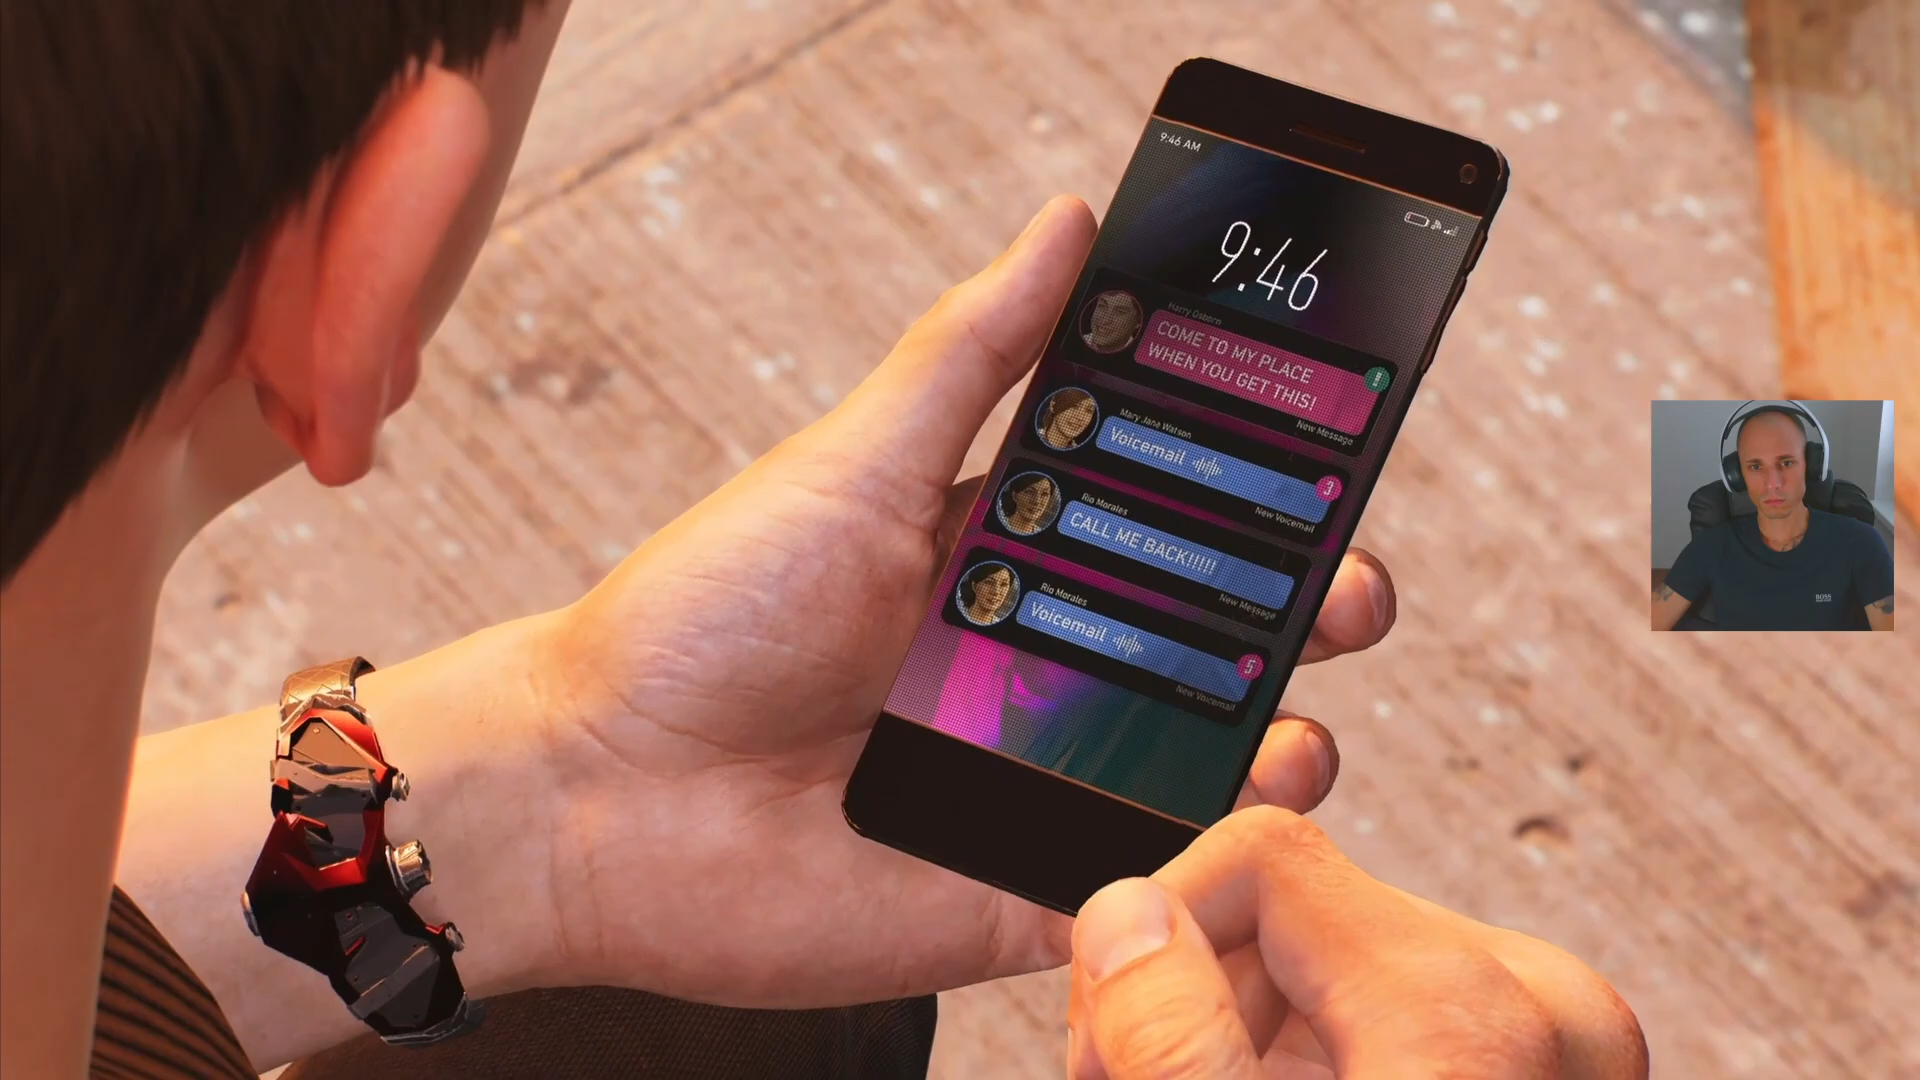 9:46 AM
9:46
Harry Osborn
COME TO MY PLACE
WHEN YOU GET THIS!
!
New Message
Mary Jane Watson
Voicemail
3
New Voicemail
Rio Morales
CALL ME BACK!!!!!
New Message
Rio Morales
Voicemail
5
New Voicemail
BOSS